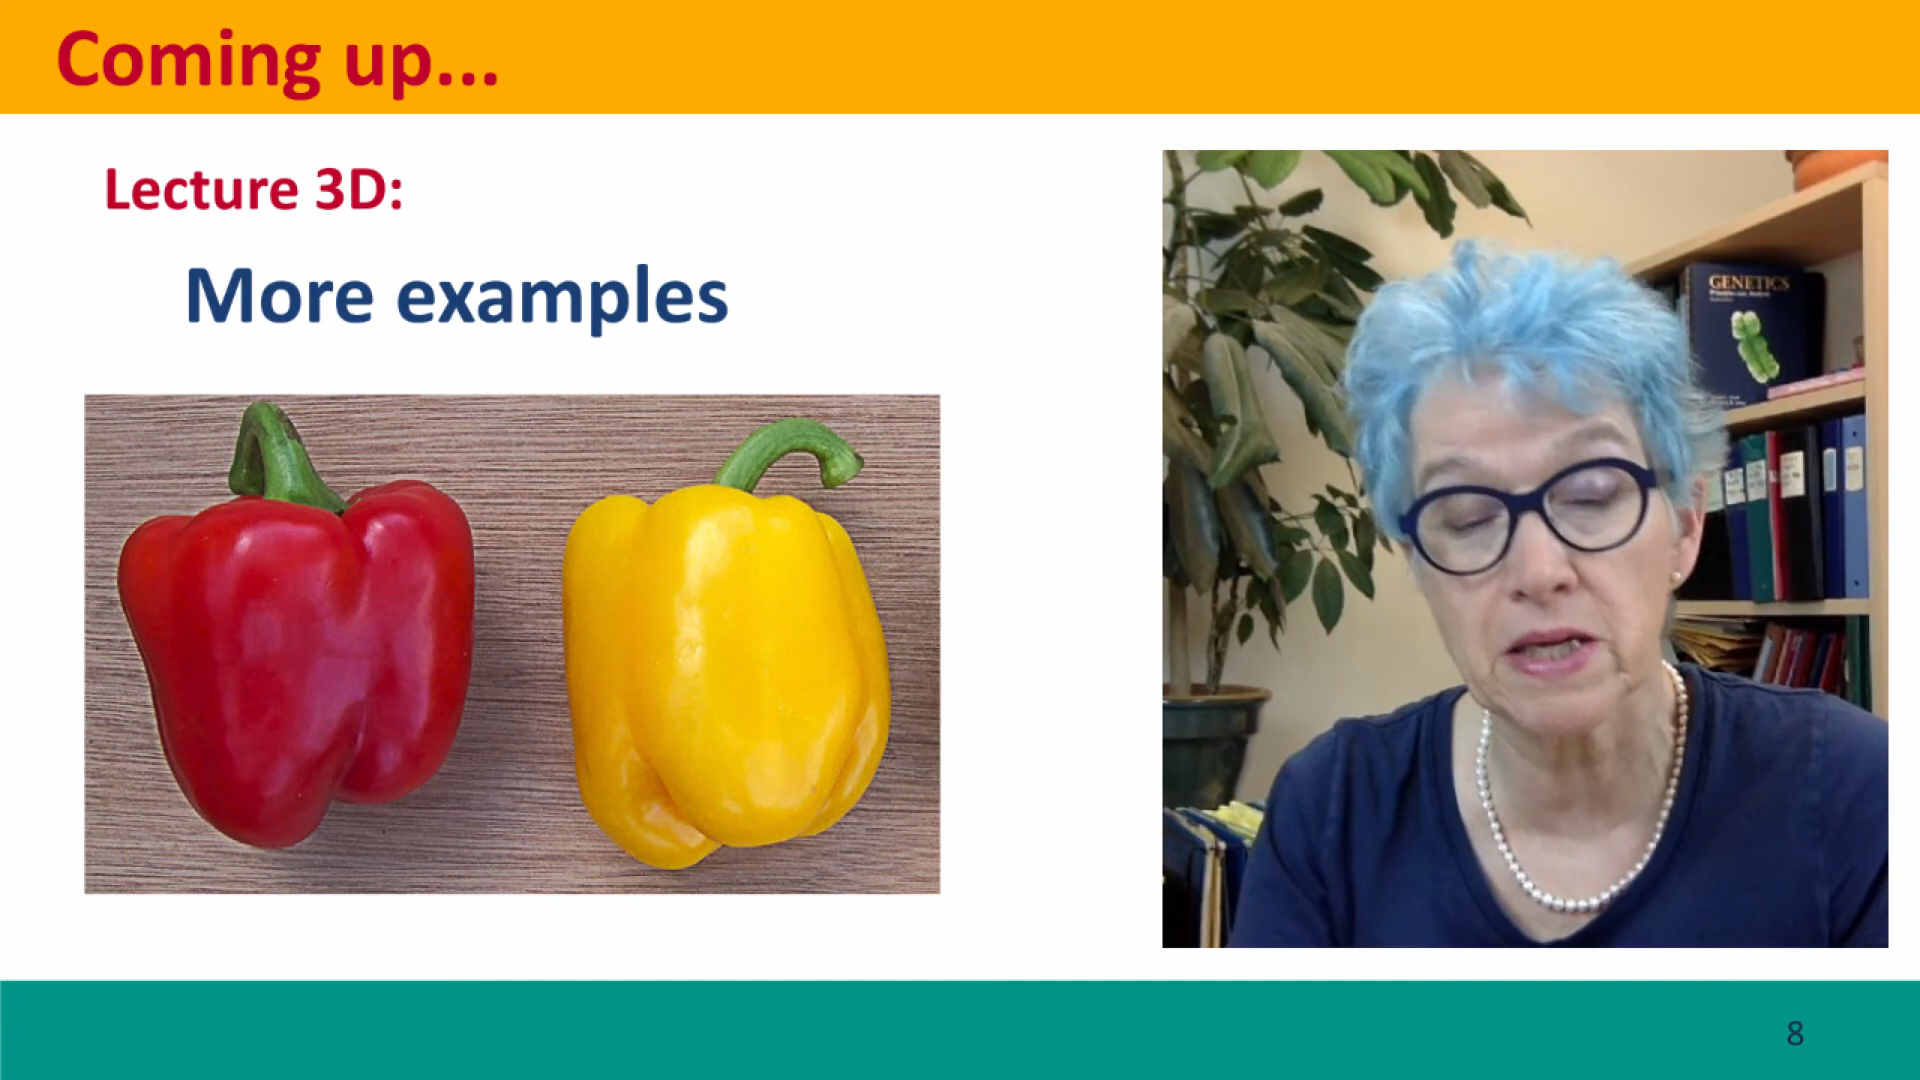 Coming up...
Lecture 3D:
More examples
GENETICS
8